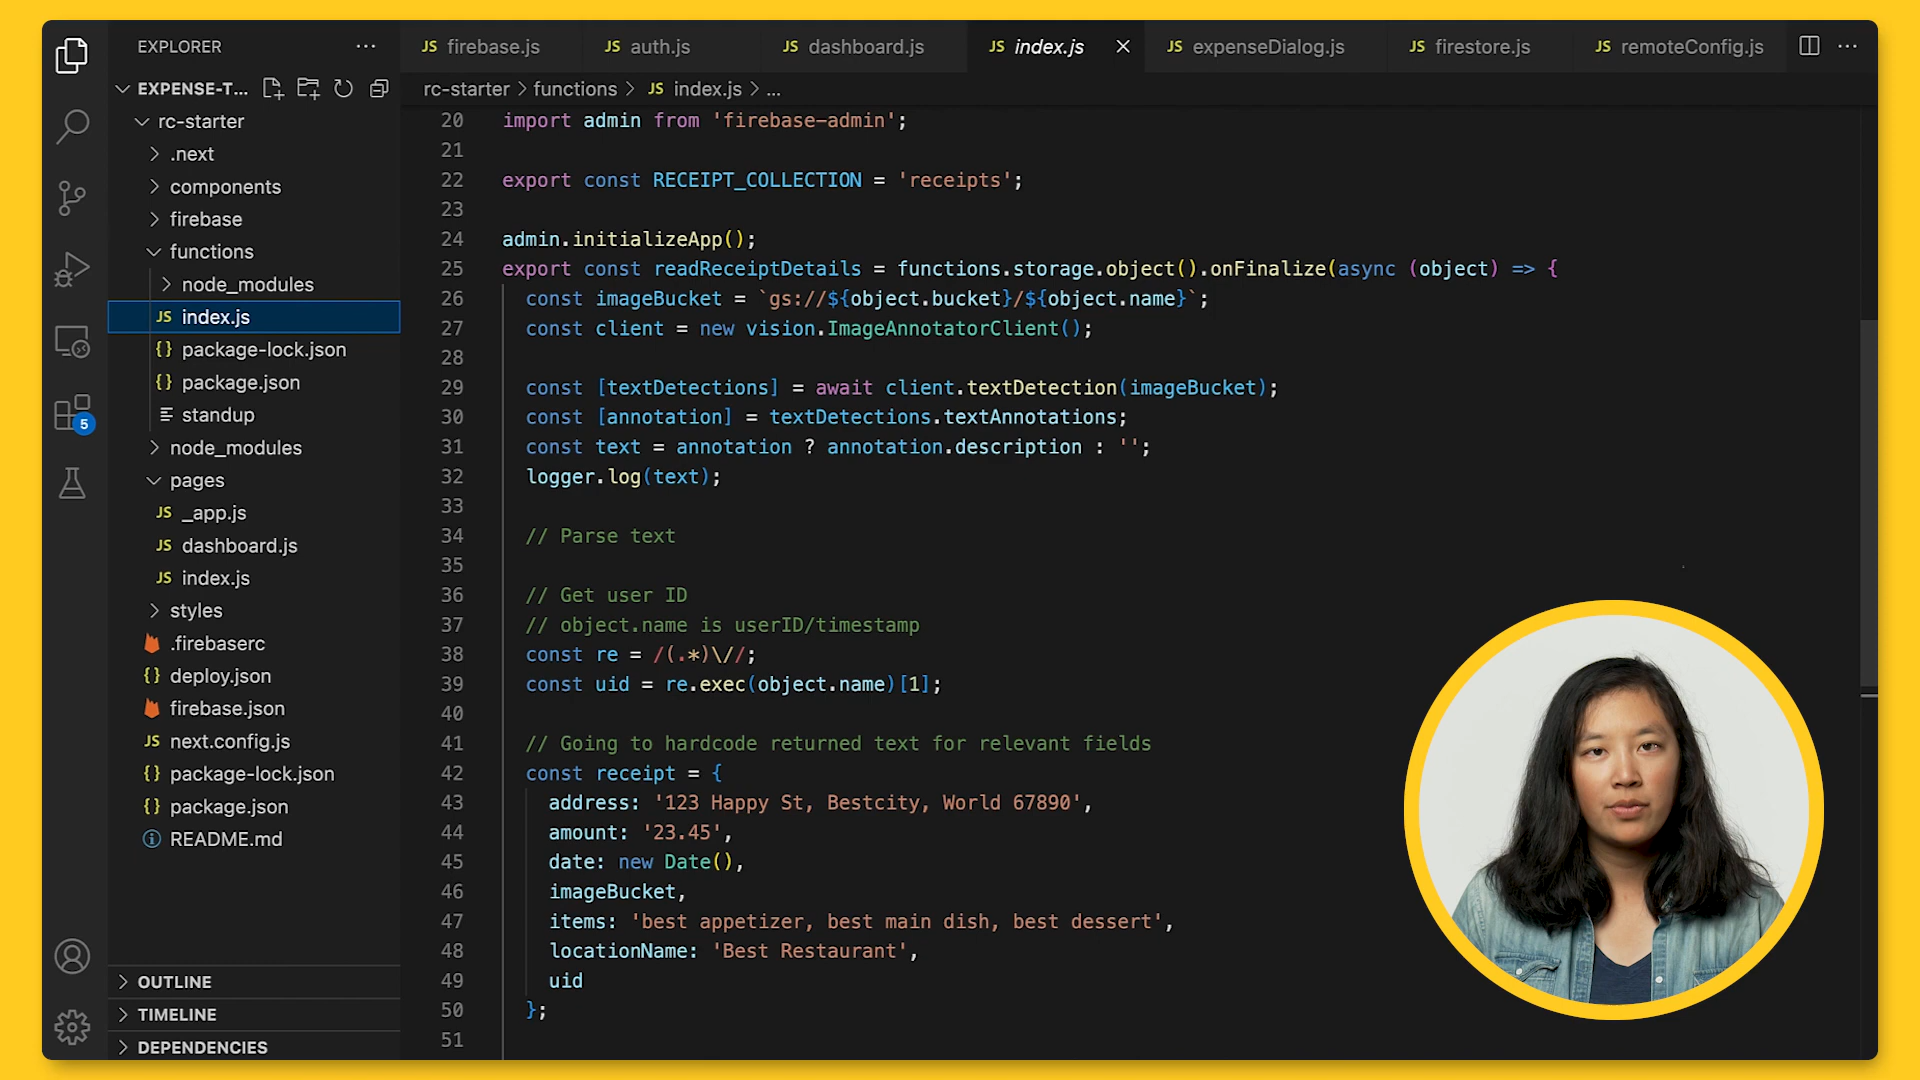 EXPLORER
EXPENSE-T...
rc-starter
.next
components
firebase
functions
node_modules
JS index.js
{} package-lock.json
{} package.json
standup
node_modules
pages
JS _app.js
JS dashboard.js
JS index.js
styles
.firebaserc
{} deploy.json
firebase.json
JS next.config.js
{} package-lock.json
{} package.json
README.md
5
OUTLINE
TIMELINE
DEPENDENCIES
JS firebase.js
JS auth.js
JS dashboard.js
JS index.js
JS expenseDialog.js
JS firestore.js
JS remoteConfig.js
rc-starter > functions > JS index.js > ...
20 import admin from 'firebase-admin';
21
22 export const RECEIPT_COLLECTION = 'receipts';
23
24 admin.initializeApp();
25 export const readReceiptDetails = functions.storage.object().onFinalize(async (object) => {
26 const imageBucket = `gs://${object.bucket}/${object.name}`;
27 const client = new vision.ImageAnnotatorClient();
28
29 const [textDetections] = await client.textDetection(imageBucket);
30 const [annotation] = textDetections.textAnnotations;
31 const text = annotation ? annotation.description : '';
32 logger.log(text);
33
34 // Parse text
35
36 // Get user ID
37 // object.name is userID/timestamp
38 const re = /(.*)\//;
39 const uid = re.exec(object.name)[1];
40
41 // Going to hardcode returned text for relevant fields
42 const receipt = {
43 address: '123 Happy St, Bestcity, World 67890',
44 amount: '23.45',
45 date: new Date(),
46 imageBucket,
47 items: 'best appetizer, best main dish, best dessert',
48 locationName: 'Best Restaurant',
49 uid
50 };
51